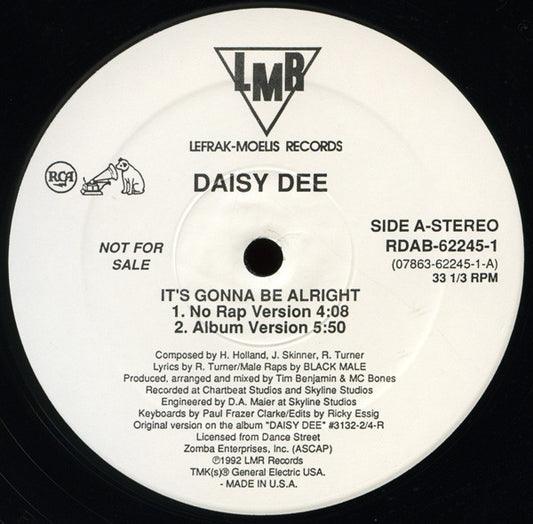 LMR
LEFRAK-MOELIS RECORDS
RCA
DAISY DEE
NOT FOR
SALE
SIDE A-STEREO
RDAB-62245-1
(07863-62245-1-A)
33 1/3 RPM
IT'S GONNA BE ALRIGHT
1. No Rap Version 4:08
2. Album Version 5:50
Composed by H. Holland, J. Skinner, R. Turner
Lyrics by R. Turner/Male Raps by BLACK MALE
Produced, arranged and mixed by Tim Benjamin & MC Bones
Recorded at Chartbeat Studios and Skyline Studios
Engineered by D.A. Maier at Skyline Studios
Keyboards by Paul Frazer Clarke/Edits by Ricky Essig
Original version on the album "DAISY DEE" #3132-2/4-R
Licensed from Dance Street
Zomba Enterprises, Inc. (ASCAP)
℗1992 LMR Records
TMK(s)® General Electric USA.
- MADE IN U.S.A.